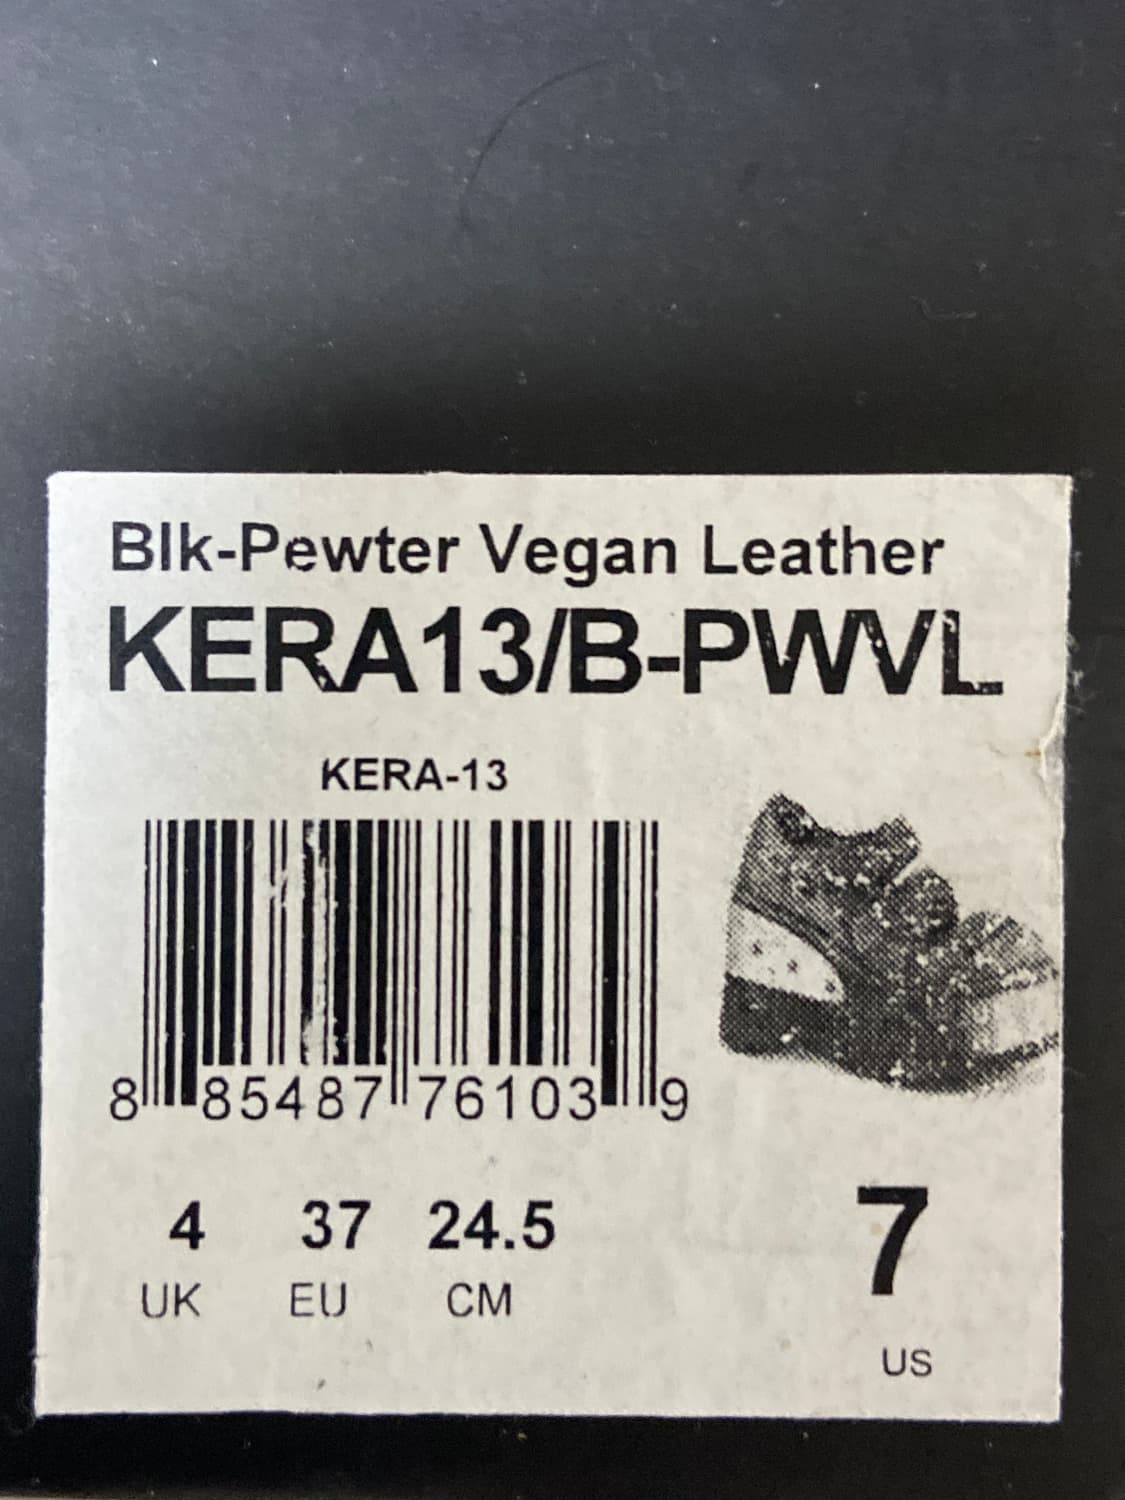 Blk-Pewter Vegan Leather
KERA13/B-PWVL
KERA-13
8 85487 76103 9
4 37 24.5 7
UK EU CM
US